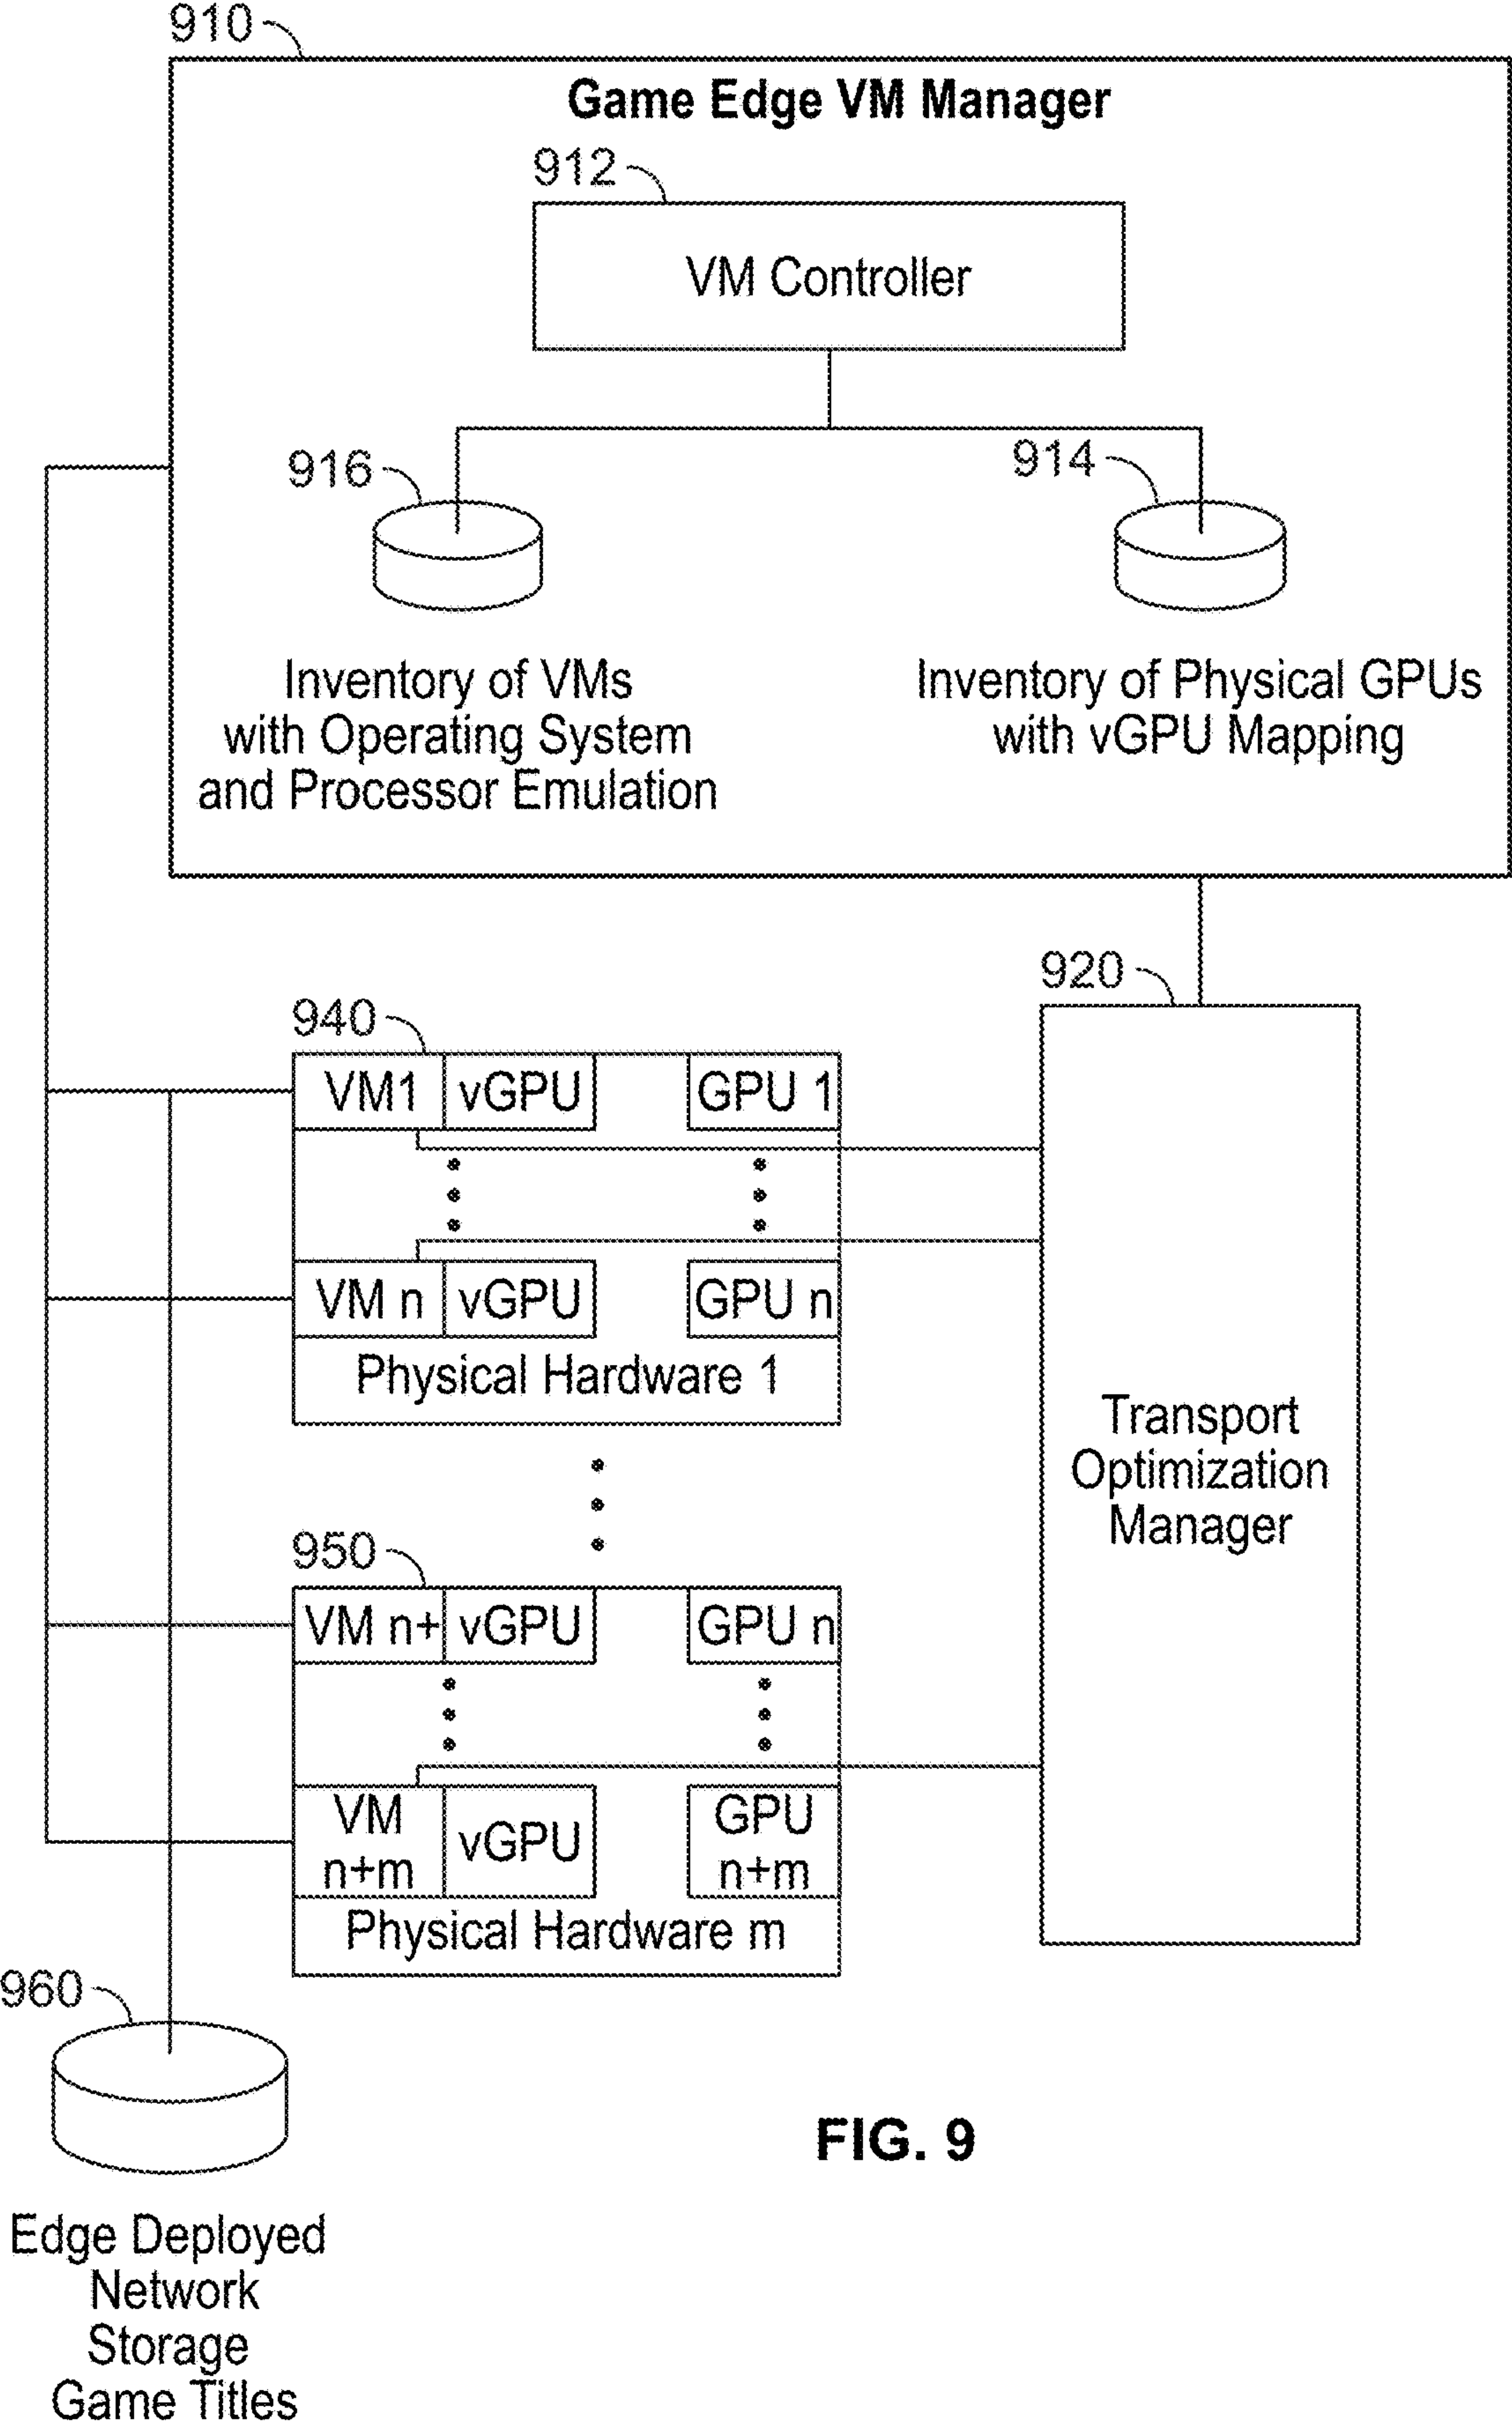 910
Game Edge VM Manager
912
VM Controller
916
914
Inventory of VMs
with Operating System
and Processor Emulation
Inventory of Physical GPUs
with vGPU Mapping
920
940
VM1 vGPU GPU 1
VM n vGPU GPU n
Physical Hardware 1
Transport
Optimization
Manager
950
VM n+ vGPU GPU n
VM
n+m
vGPU
GPU
n+m
Physical Hardware m
960
Edge Deployed
Network
Storage
Game Titles
FIG. 9